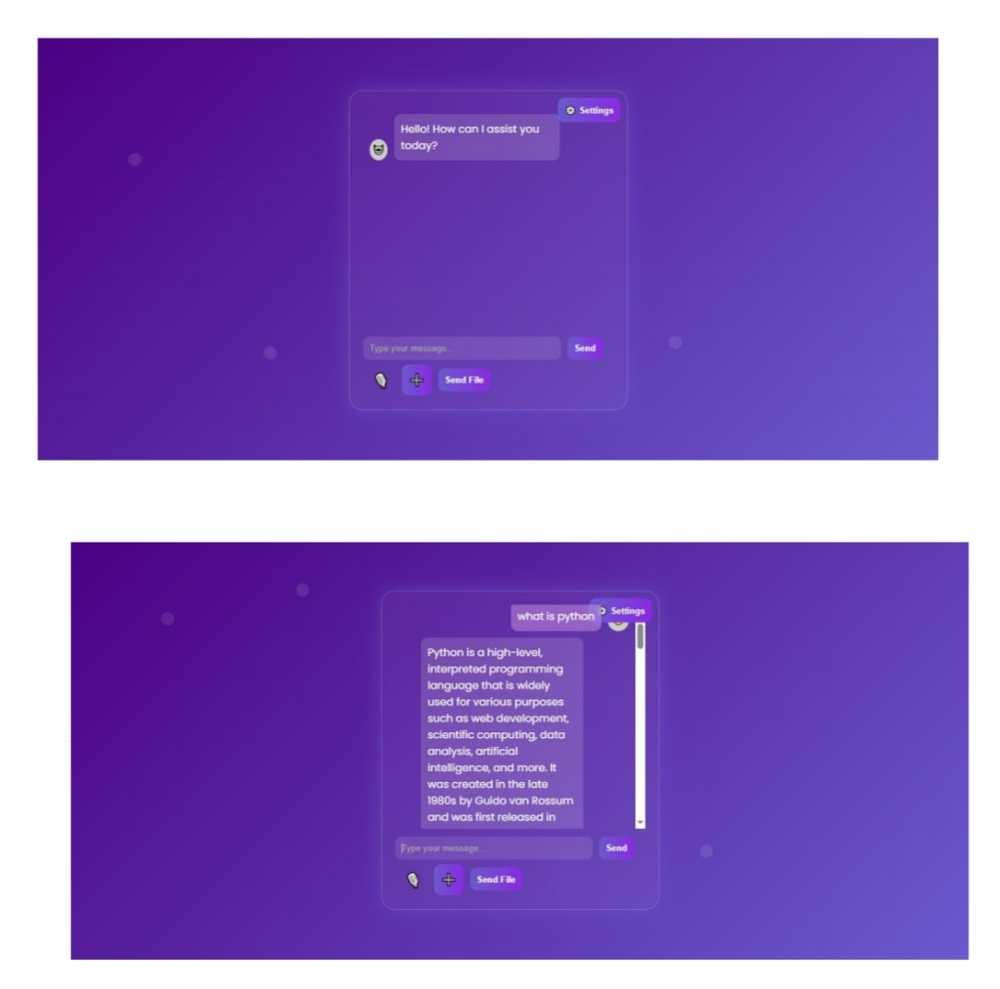 Settings
Hello! How can I assist you
today?
Type your message...
Send
Send File
what is python
Settings
Python is a high-level,
interpreted programming
language that is widely
used for various purposes
such as web development,
scientific computing, data
analysis, artificial
intelligence, and more. It
was created in the late
1980s by Guido van Rossum
and was first released in
Type your message...
Send
Send File